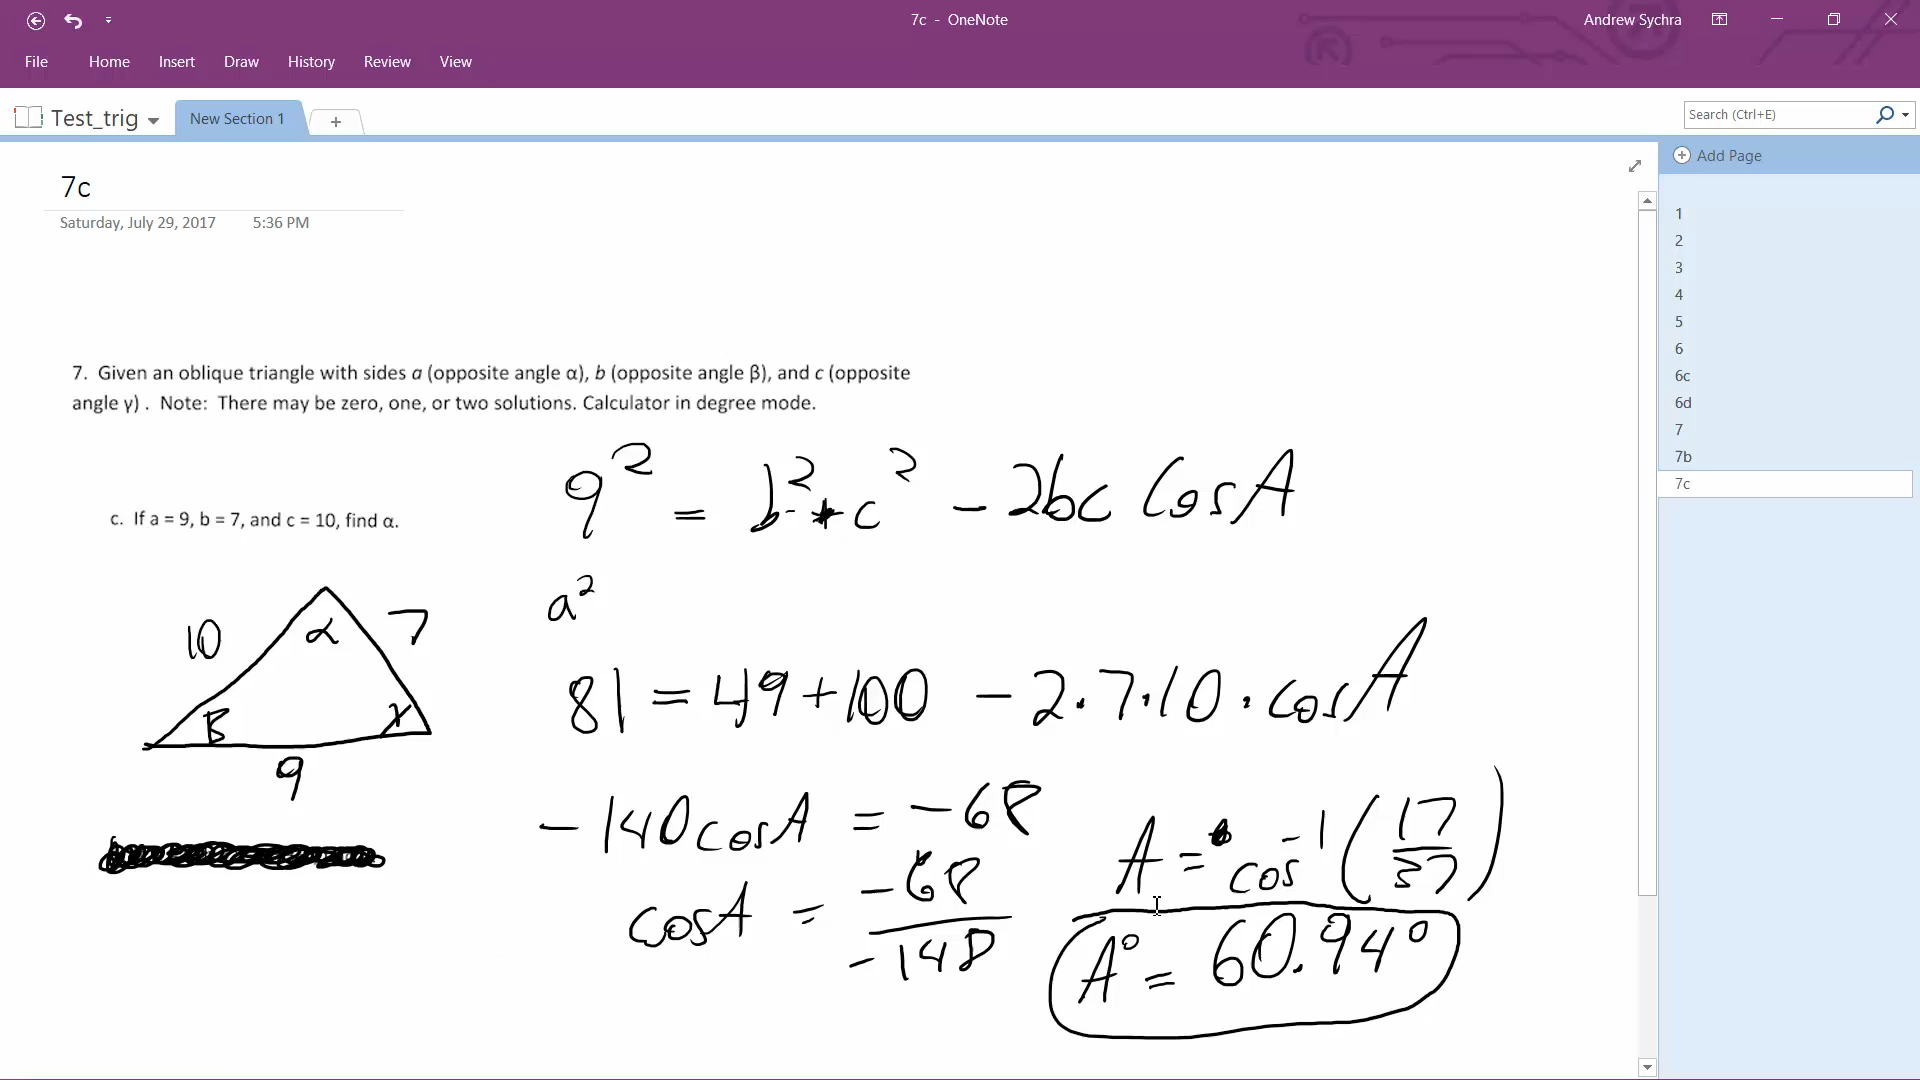 7c - OneNote
Andrew Sychra
File Home Insert Draw History Review View
Test_trig
New Section 1
+
Search (Ctrl+E)
Add Page
1
2
3
4
5
6
6c
6d
7
7b
7c
7c
Saturday, July 29, 2017 5:36 PM
7. Given an oblique triangle with sides a (opposite angle α), b (opposite angle β), and c (opposite
angle γ) . Note: There may be zero, one, or two solutions. Calculator in degree mode.
c. If a = 9, b = 7, and c = 10, find α.
10
α
7
B
γ
9
9² = b² + c² - 2bc CosA
a²
81 = 49 + 100 - 2·7·10·cosA
-140cosA = -68
cosA = -68/-148
A = cos⁻¹(17/37)
A° = 60.94°